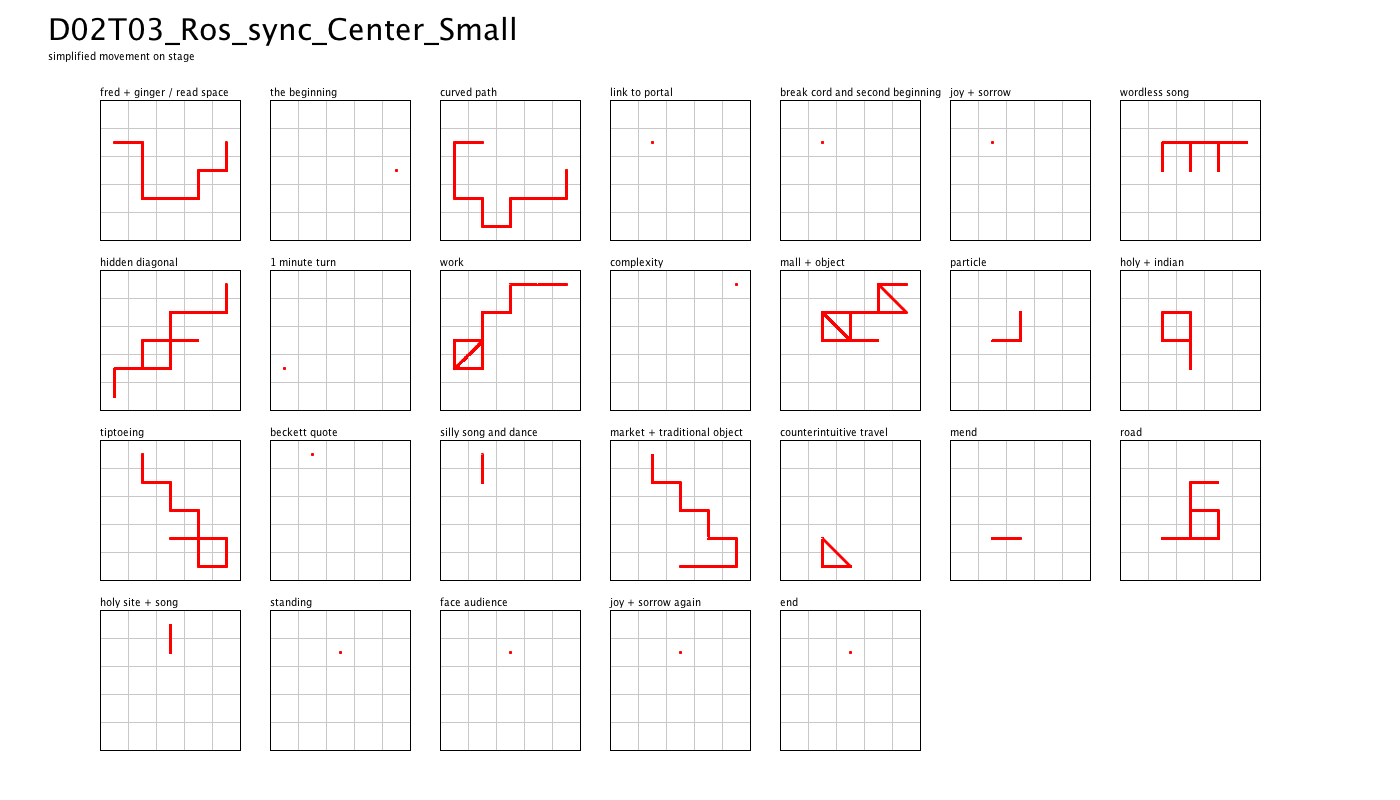 D02T03_Ros_sync_Center_Small
simplified movement on stage
fred + ginger / read space
the beginning
curved path
link to portal
break cord and second beginning
joy + sorrow
wordless song
hidden diagonal
1 minute turn
work
complexity
mall + object
particle
holy + indian
tiptoeing
beckett quote
silly song and dance
market + traditional object
counterintuitive travel
mend
road
holy site + song
standing
face audience
joy + sorrow again
end